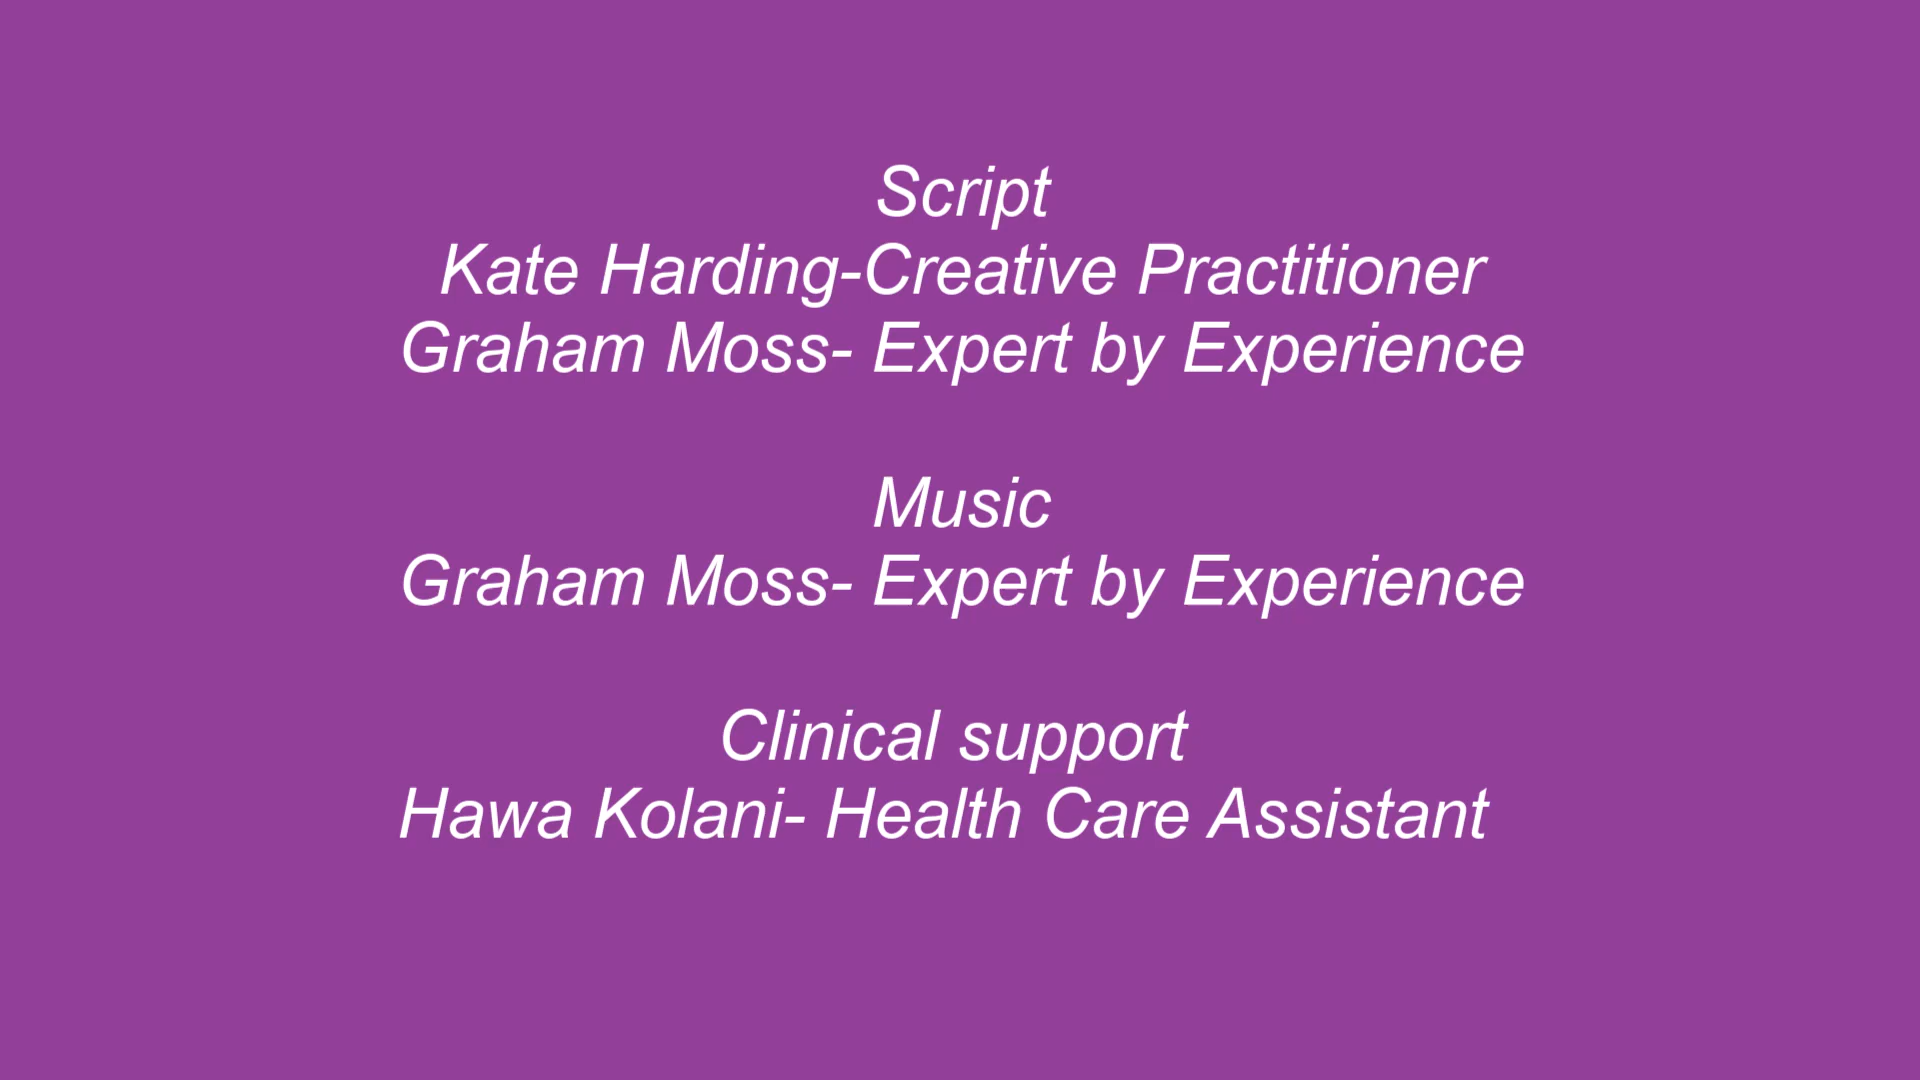 Script
Kate Harding-Creative Practitioner
Graham Moss- Expert by Experience
Music
Graham Moss- Expert by Experience
Clinical support
Hawa Kolani- Health Care Assistant